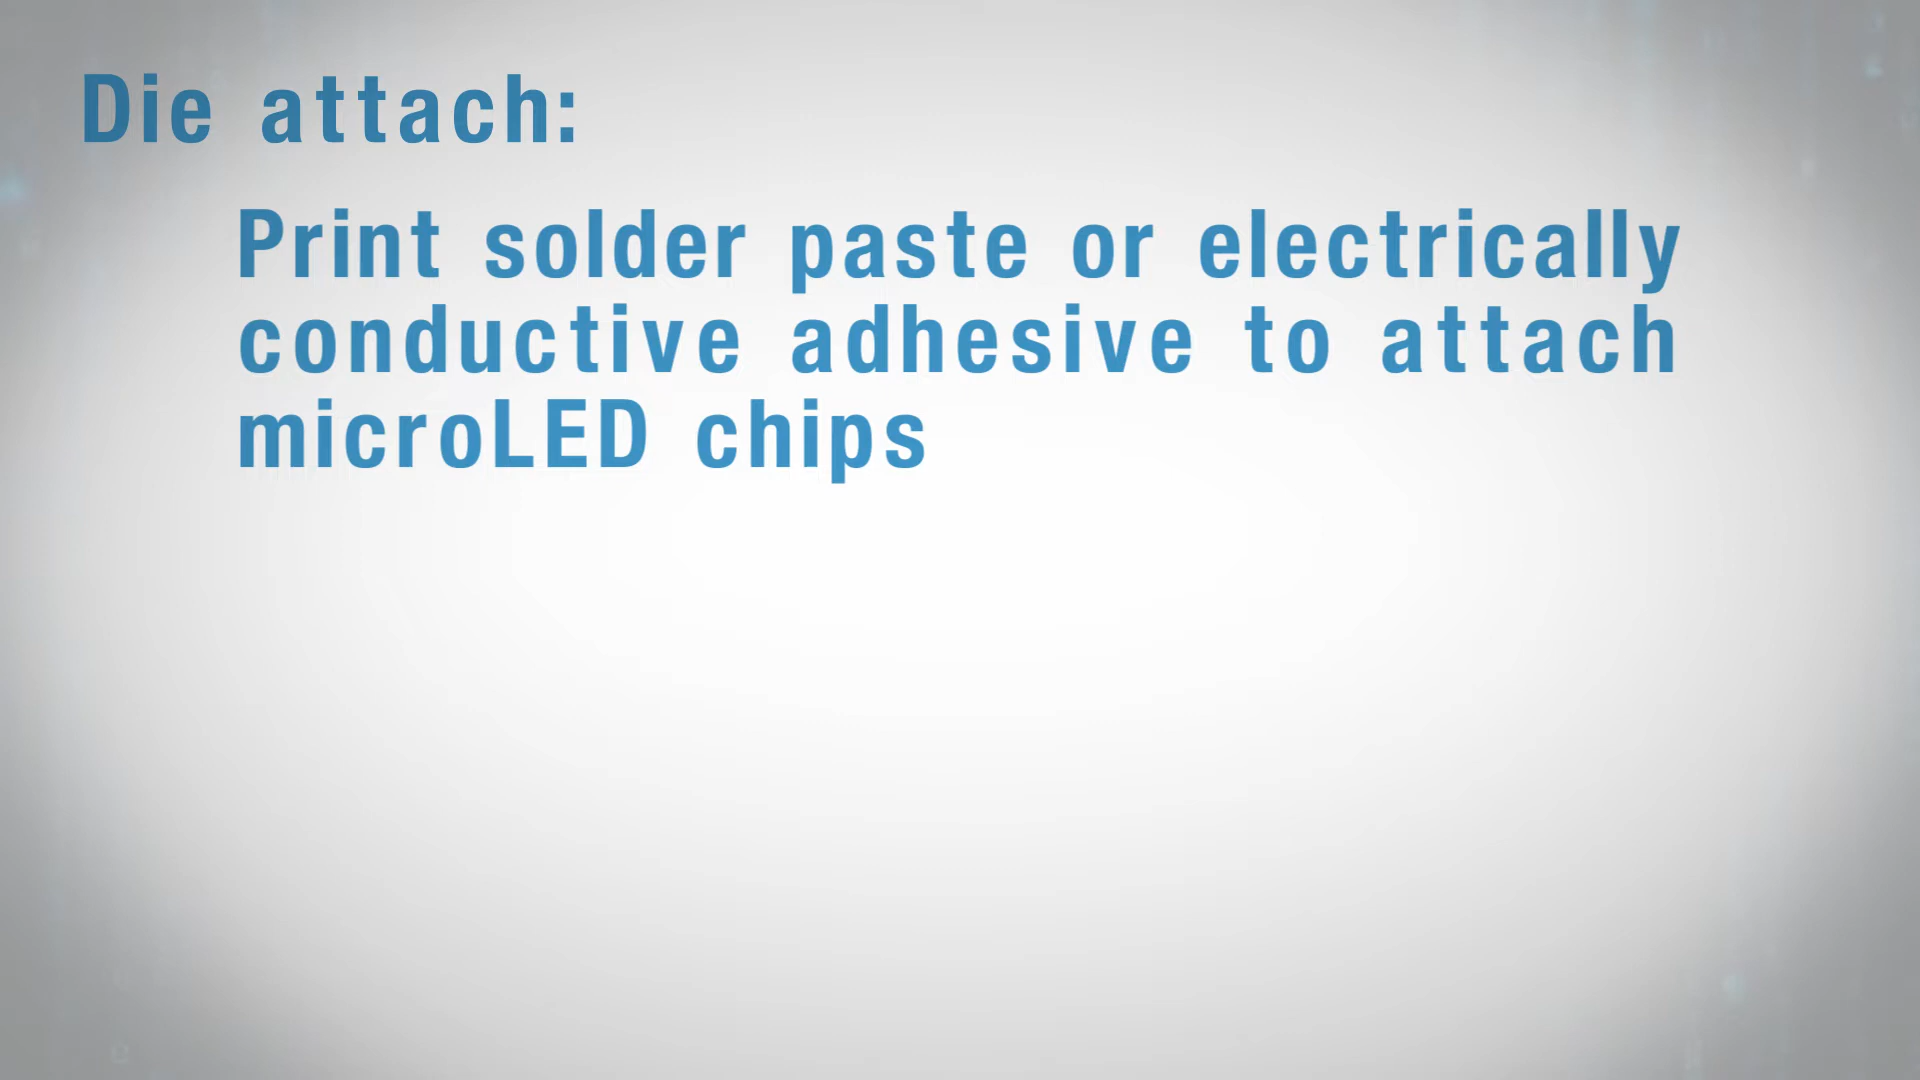 Die attach:
Print solder paste or electrically
conductive adhesive to attach
microLED chips